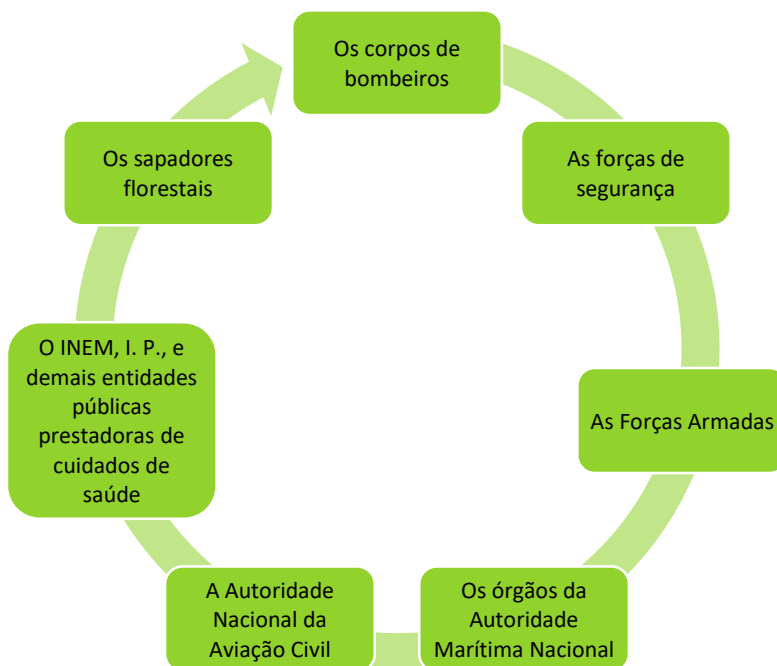 Os corpos de
bombeiros
As forças de
segurança
As Forças Armadas
Os órgãos da
Autoridade
Marítima Nacional
A Autoridade
Nacional da
Aviação Civil
O INEM, I. P., e
demais entidades
públicas
prestadoras de
cuidados de
saúde
Os sapadores
florestais